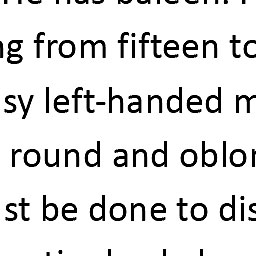 He has baleen.
ng from fifteen to
sy left-handed m
round and oblon
st be done to dis